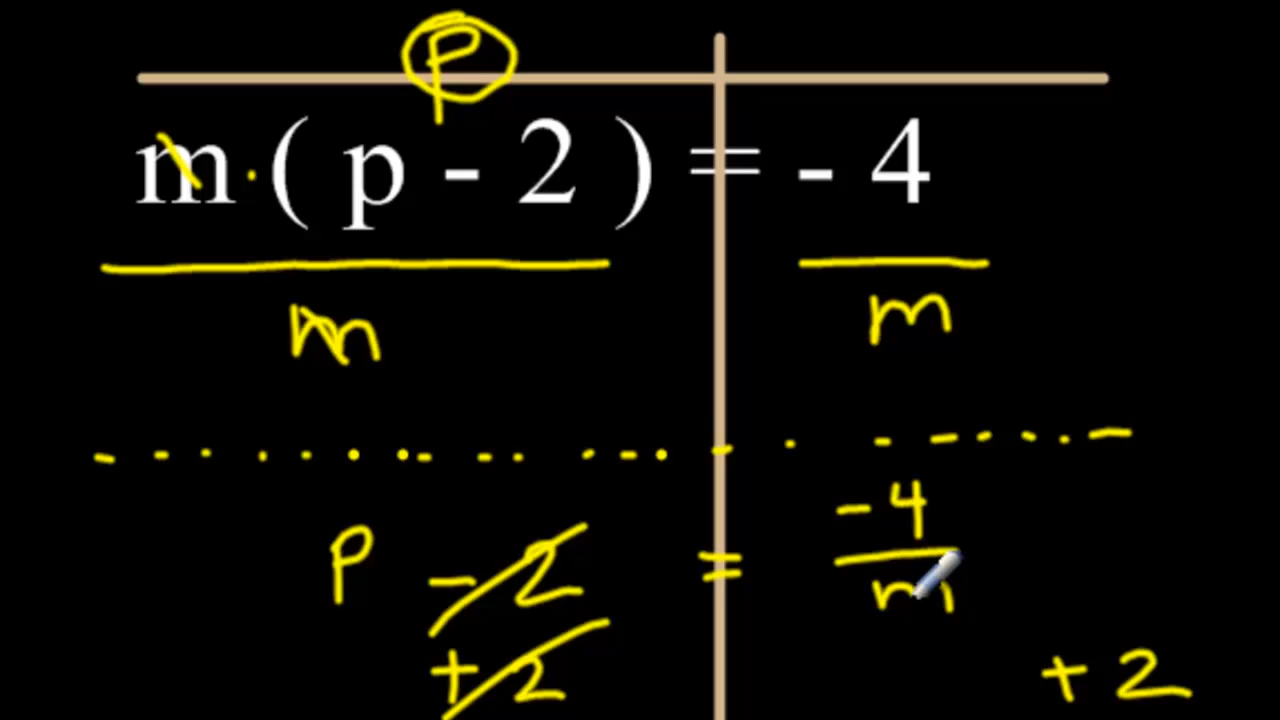 P
m · ( p - 2 ) = - 4
m m
P - 2 = - 4
m
+ 2 + 2